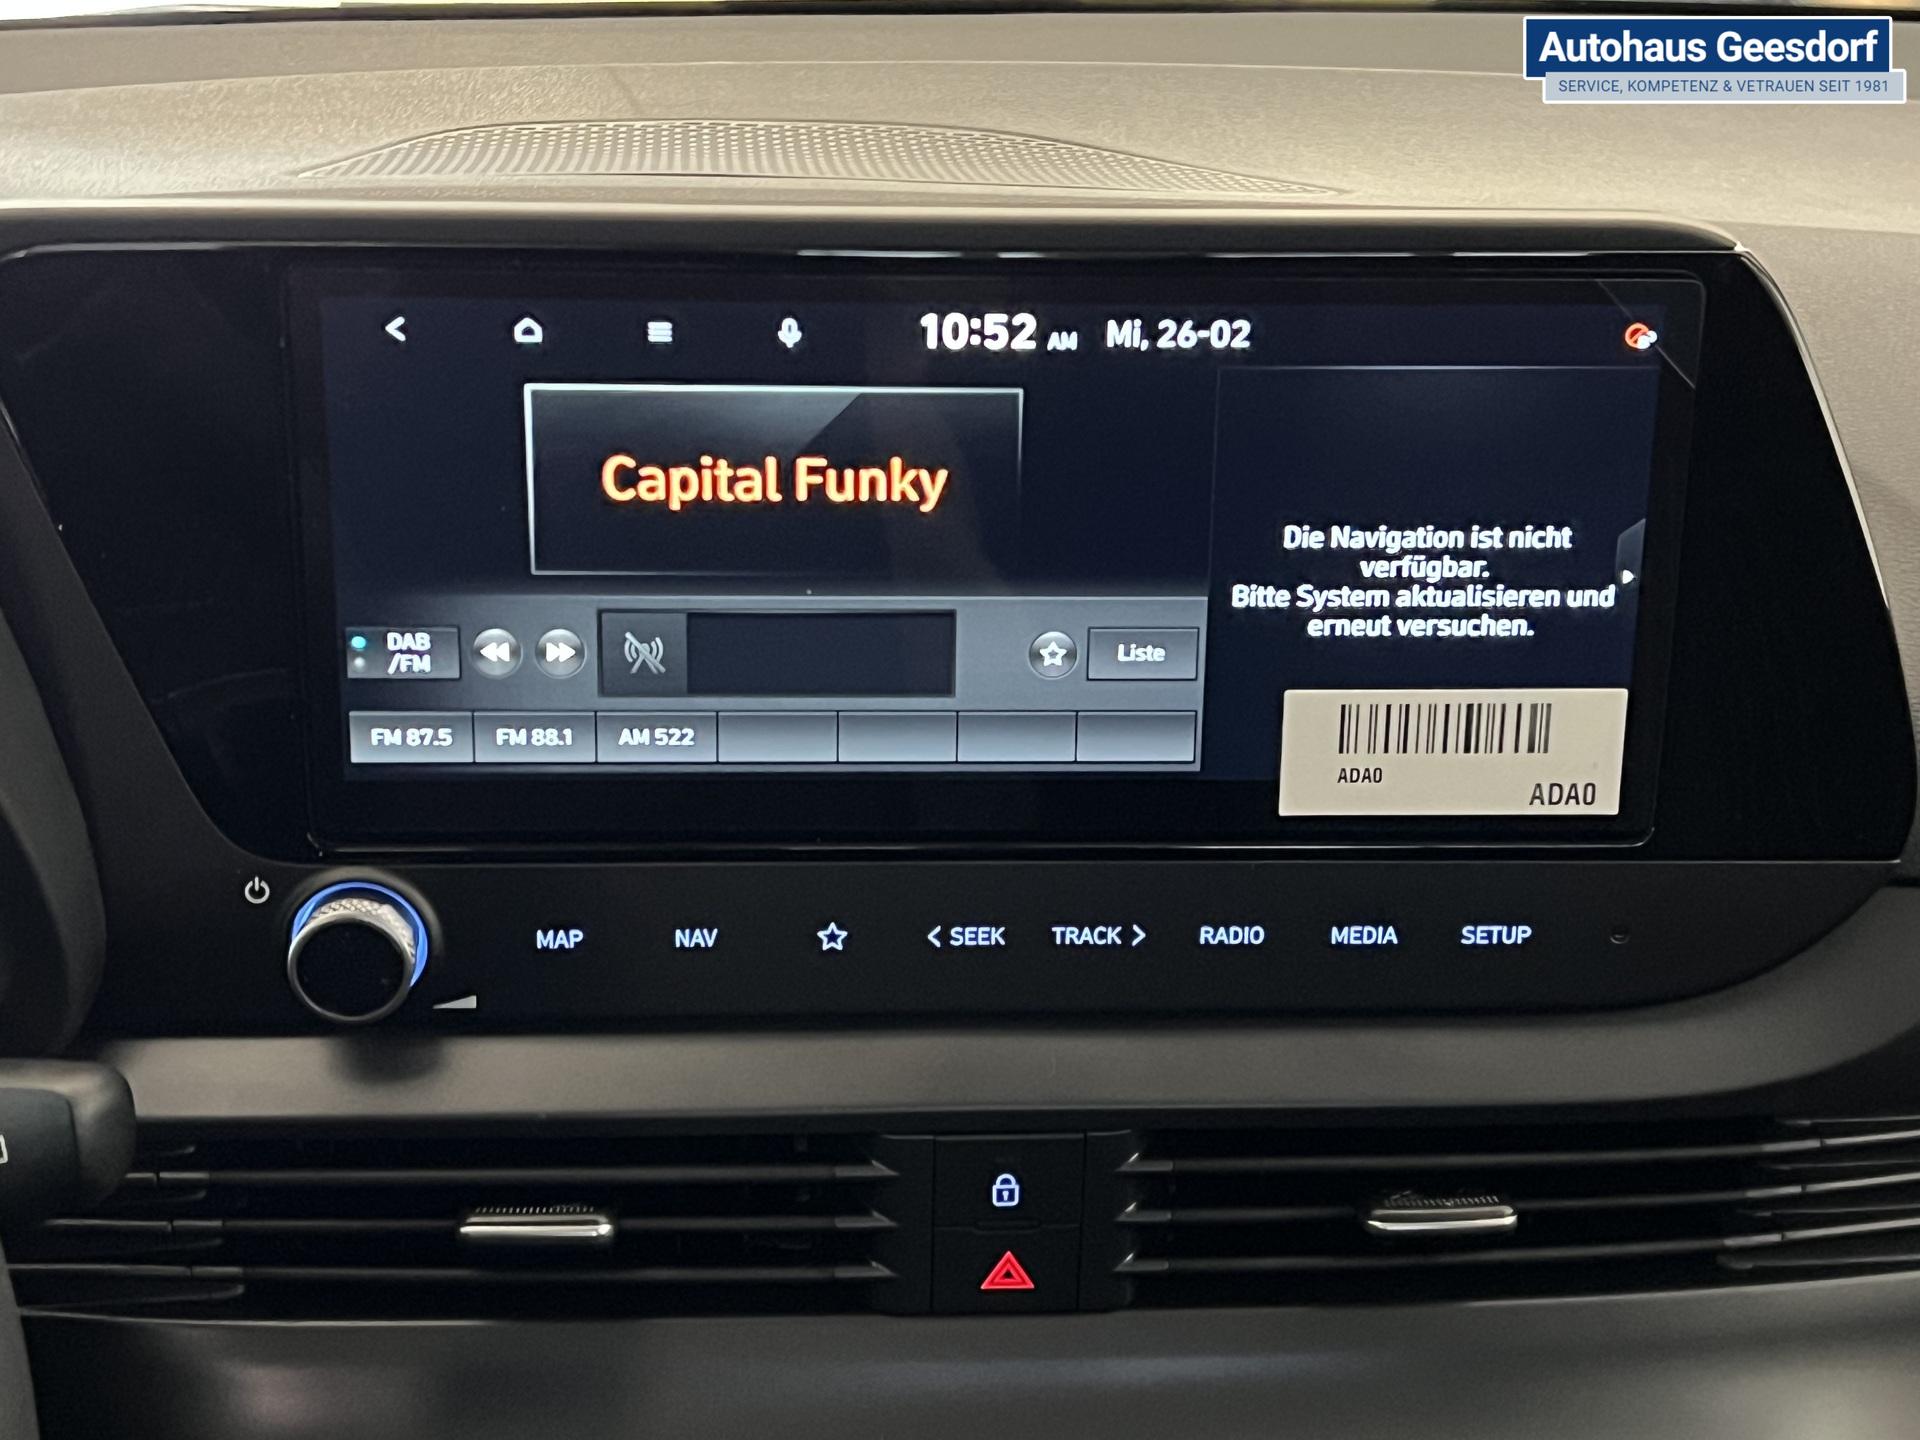 Autohaus Geesdorf
SERVICE, KOMPETENZ & VETRAUEN SEIT 1981
10:52 AM Mi, 26-02
Capital Funky
Die Navigation ist nicht
verfügbar.
Bitte System aktualisieren und
erneut versuchen.
DAB
/FM
Liste
FM 87.5 FM 88.1 AM 522
ADA0
ADA0
MAP NAV < SEEK TRACK > RADIO MEDIA SETUP